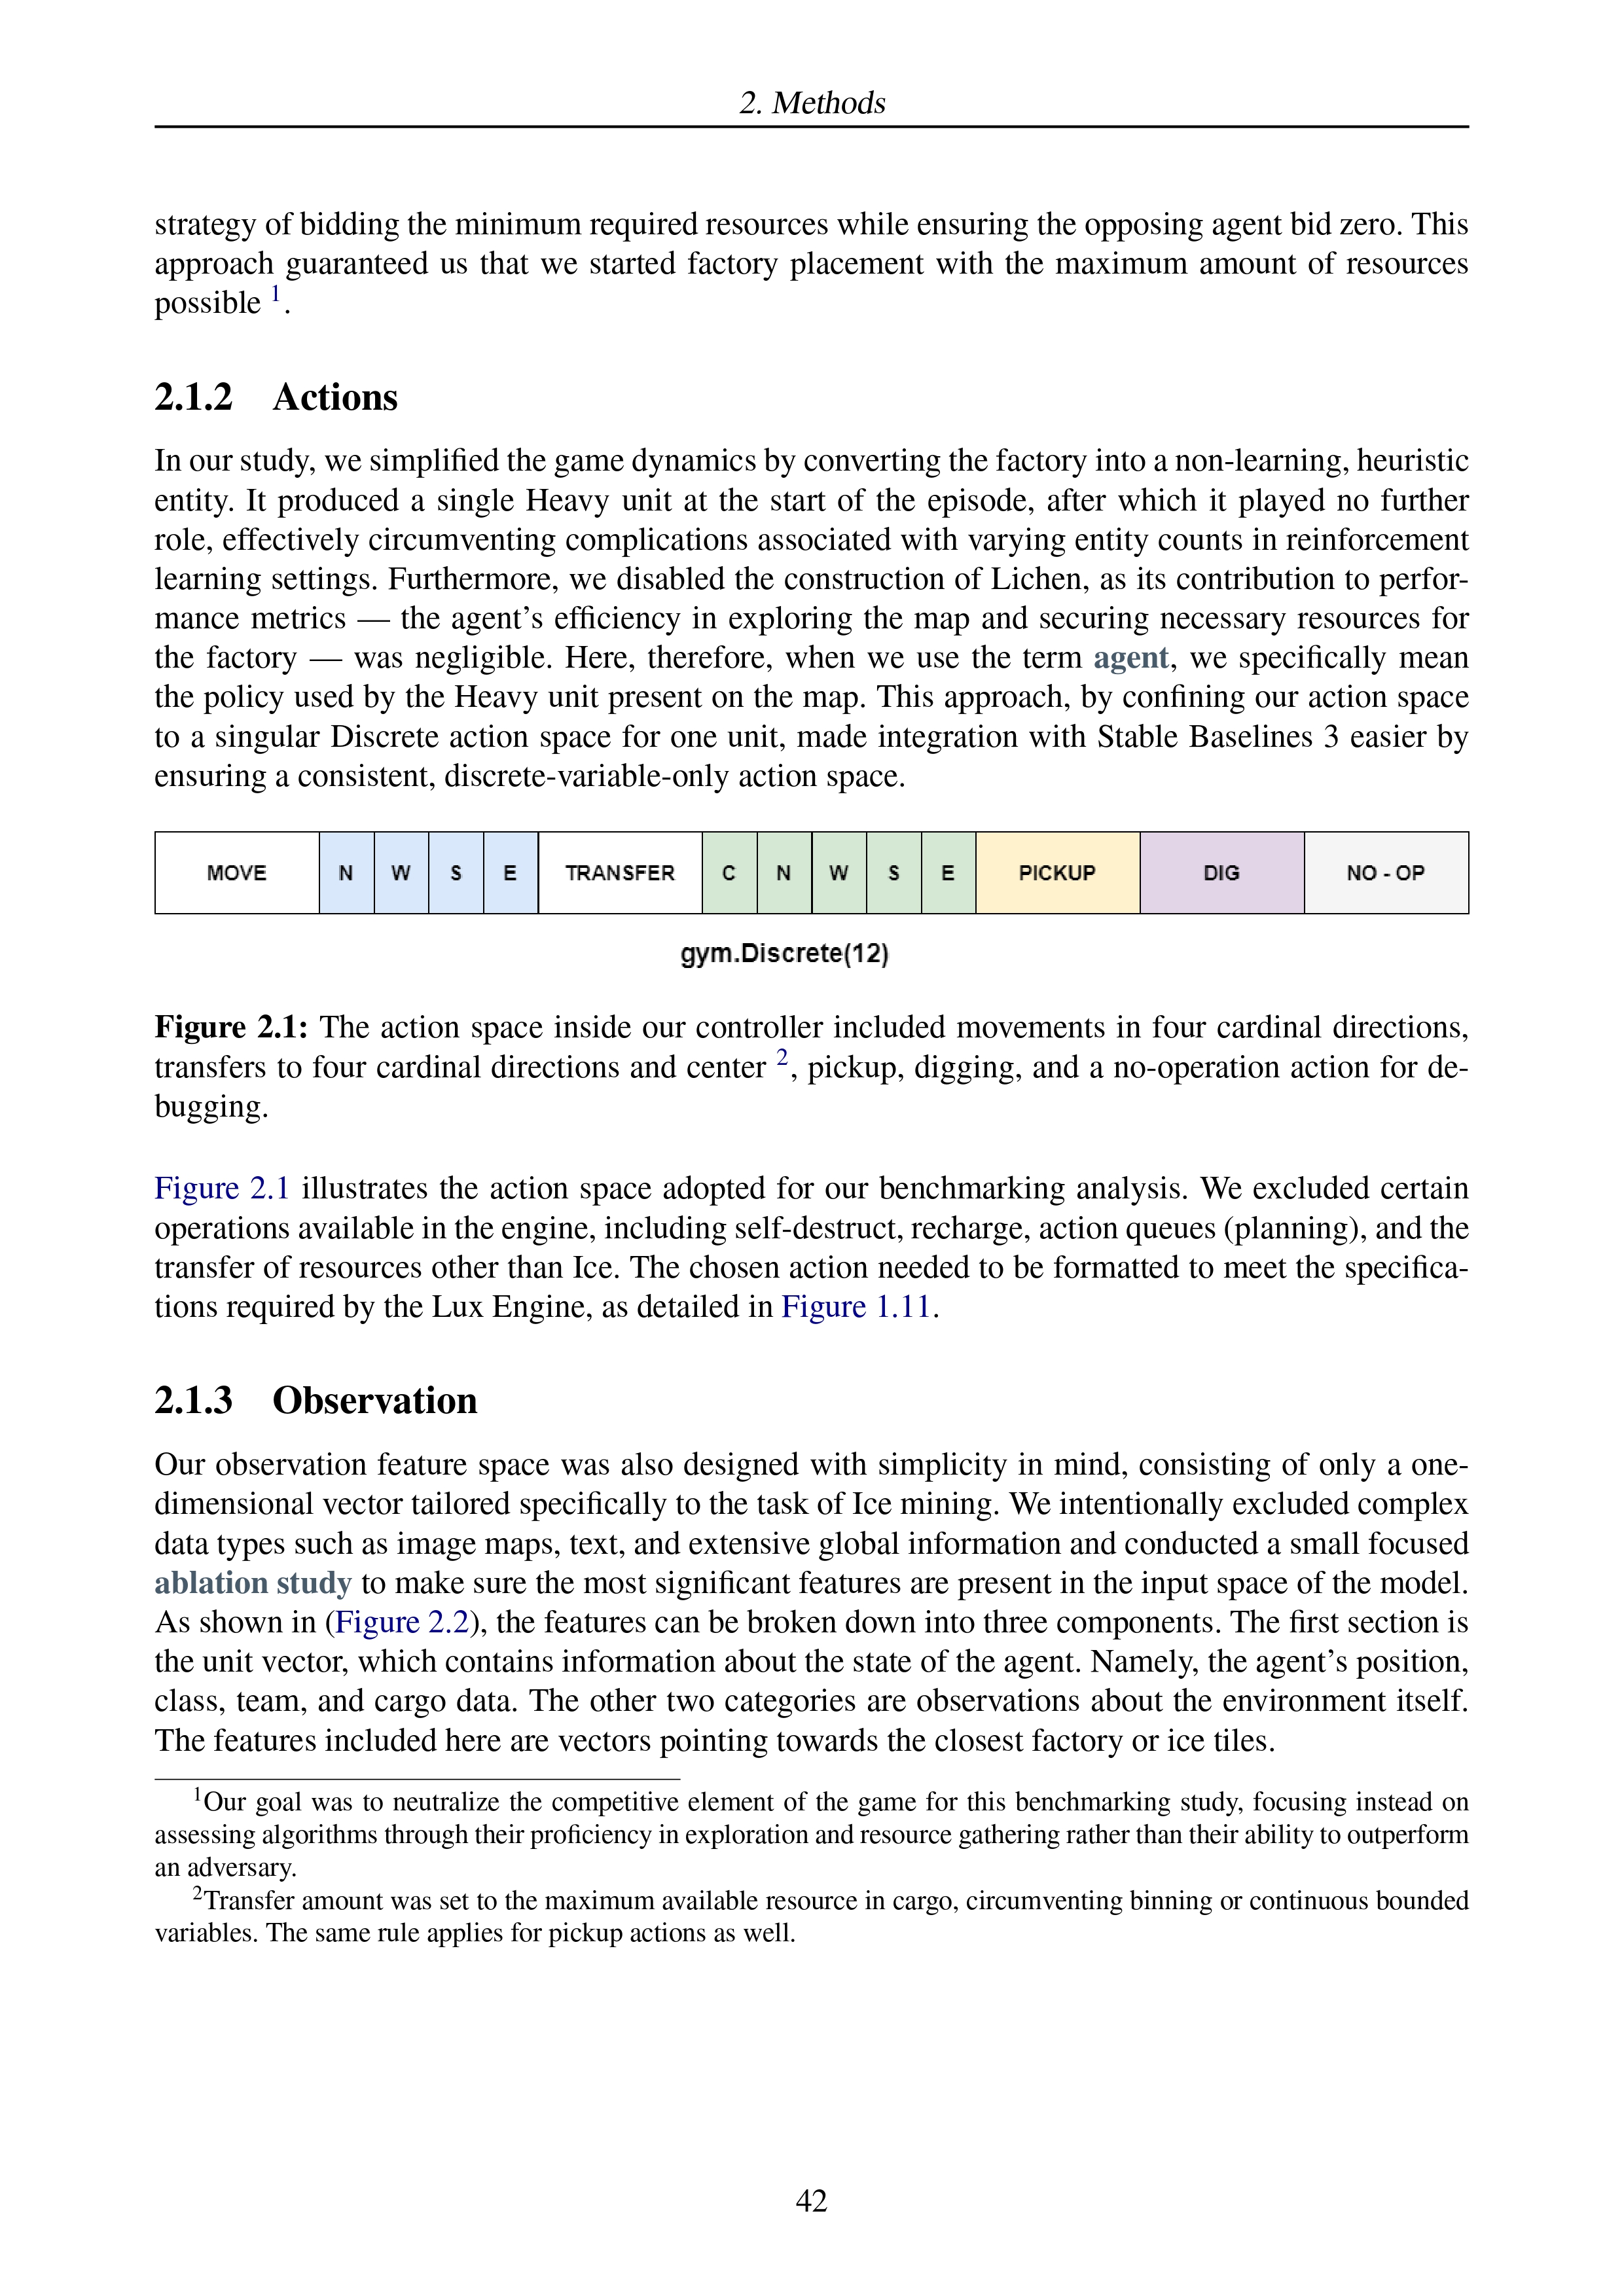 2. Methods
strategy of bidding the minimum required resources while ensuring the opposing agent bid zero. This
approach guaranteed us that we started factory placement with the maximum amount of resources
possible 1.
2.1.2 Actions
In our study, we simplified the game dynamics by converting the factory into a non-learning, heuristic
entity. It produced a single Heavy unit at the start of the episode, after which it played no further
role, effectively circumventing complications associated with varying entity counts in reinforcement
learning settings. Furthermore, we disabled the construction of Lichen, as its contribution to perfor-
mance metrics — the agent's efficiency in exploring the map and securing necessary resources for
the factory — was negligible. Here, therefore, when we use the term agent, we specifically mean
the policy used by the Heavy unit present on the map. This approach, by confining our action space
to a singular Discrete action space for one unit, made integration with Stable Baselines 3 easier by
ensuring a consistent, discrete-variable-only action space.
MOVE N W S E TRANSFER C N W S E PICKUP DIG NO - OP
gym.Discrete(12)
Figure 2.1: The action space inside our controller included movements in four cardinal directions,
transfers to four cardinal directions and center 2, pickup, digging, and a no-operation action for de-
bugging.
Figure 2.1 illustrates the action space adopted for our benchmarking analysis. We excluded certain
operations available in the engine, including self-destruct, recharge, action queues (planning), and the
transfer of resources other than Ice. The chosen action needed to be formatted to meet the specifica-
tions required by the Lux Engine, as detailed in Figure 1.11.
2.1.3 Observation
Our observation feature space was also designed with simplicity in mind, consisting of only a one-
dimensional vector tailored specifically to the task of Ice mining. We intentionally excluded complex
data types such as image maps, text, and extensive global information and conducted a small focused
ablation study to make sure the most significant features are present in the input space of the model.
As shown in (Figure 2.2), the features can be broken down into three components. The first section is
the unit vector, which contains information about the state of the agent. Namely, the agent's position,
class, team, and cargo data. The other two categories are observations about the environment itself.
The features included here are vectors pointing towards the closest factory or ice tiles.
1Our goal was to neutralize the competitive element of the game for this benchmarking study, focusing instead on
assessing algorithms through their proficiency in exploration and resource gathering rather than their ability to outperform
an adversary.
2Transfer amount was set to the maximum available resource in cargo, circumventing binning or continuous bounded
variables. The same rule applies for pickup actions as well.
42